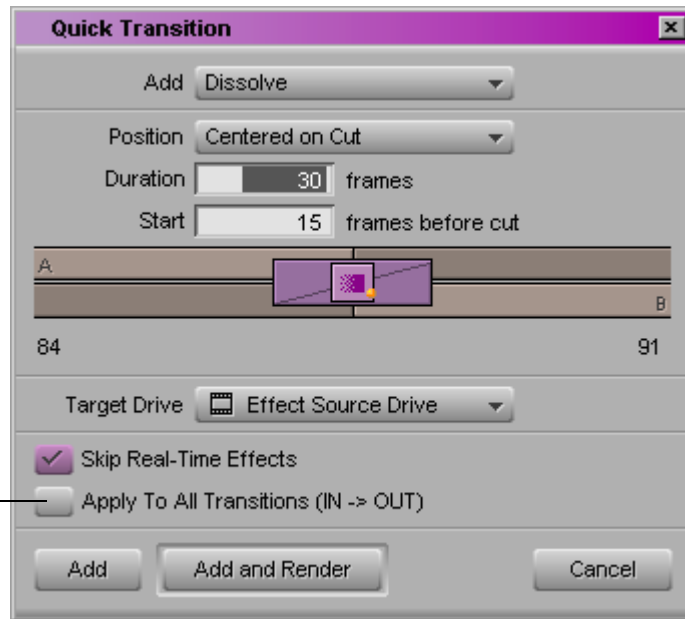 Quick Transition
Add Dissolve
Position Centered on Cut
Duration 30 frames
Start 15 frames before cut
A
B
84 91
Target Drive Effect Source Drive
Skip Real-Time Effects
Apply To All Transitions (IN -> OUT)
Add Add and Render Cancel